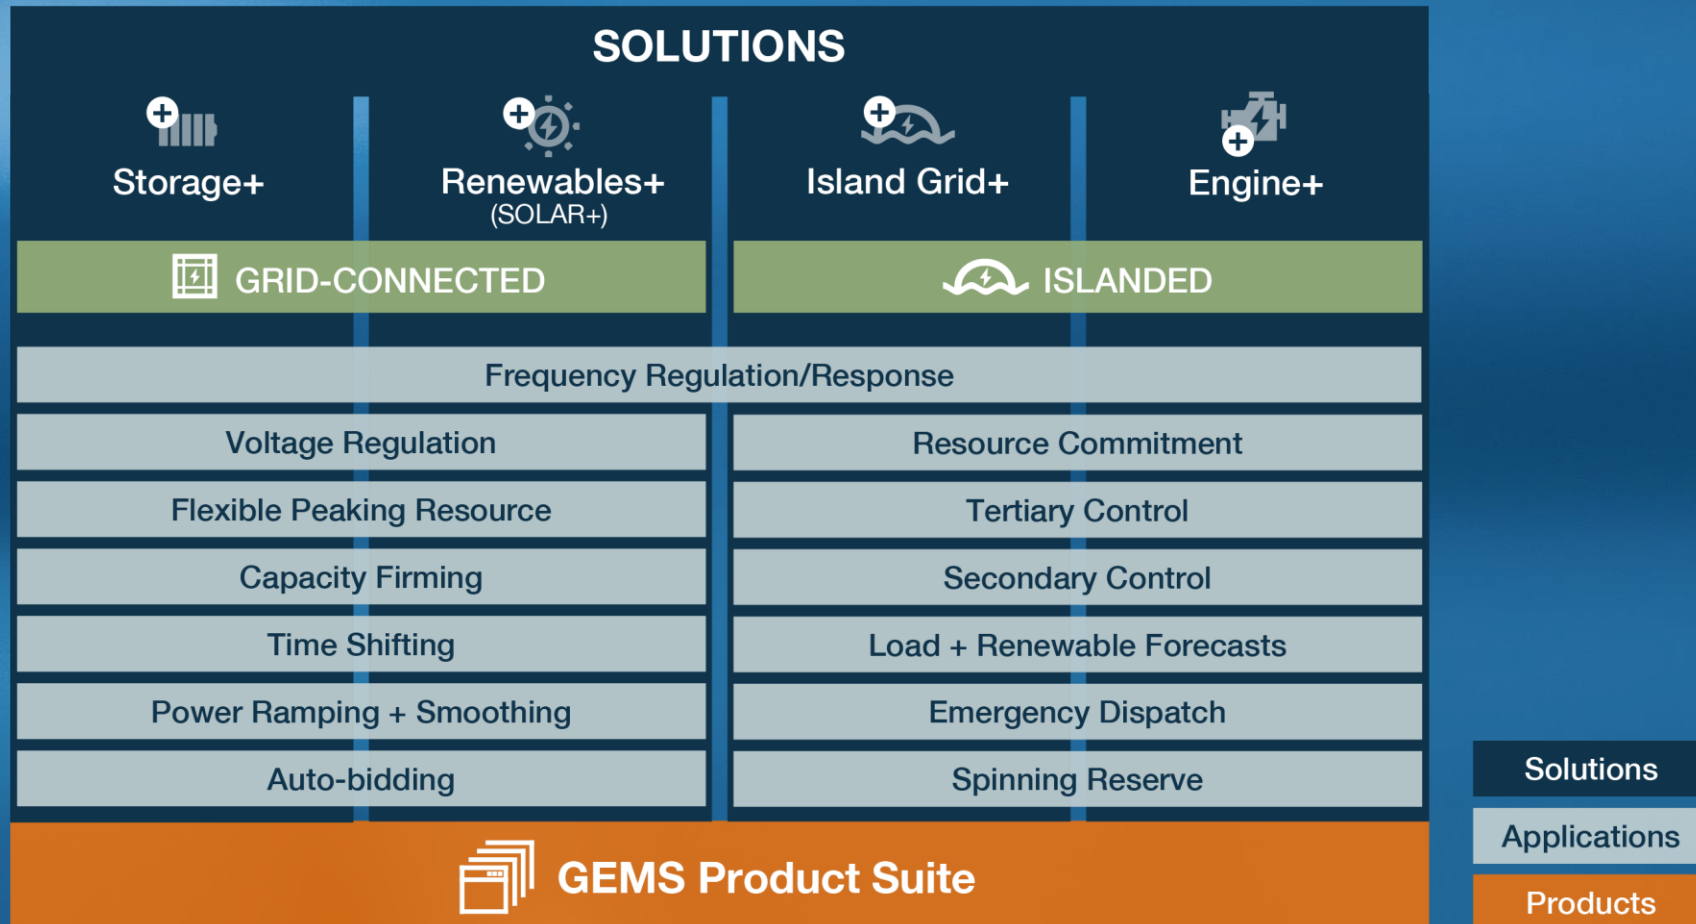 SOLUTIONS
Storage+
Renewables+
(SOLAR+)
Island Grid+
Engine+
GRID-CONNECTED
ISLANDED
Frequency Regulation/Response
Voltage Regulation
Resource Commitment
Flexible Peaking Resource
Tertiary Control
Capacity Firming
Secondary Control
Time Shifting
Load + Renewable Forecasts
Power Ramping + Smoothing
Emergency Dispatch
Auto-bidding
Spinning Reserve
GEMS Product Suite
Solutions
Applications
Products